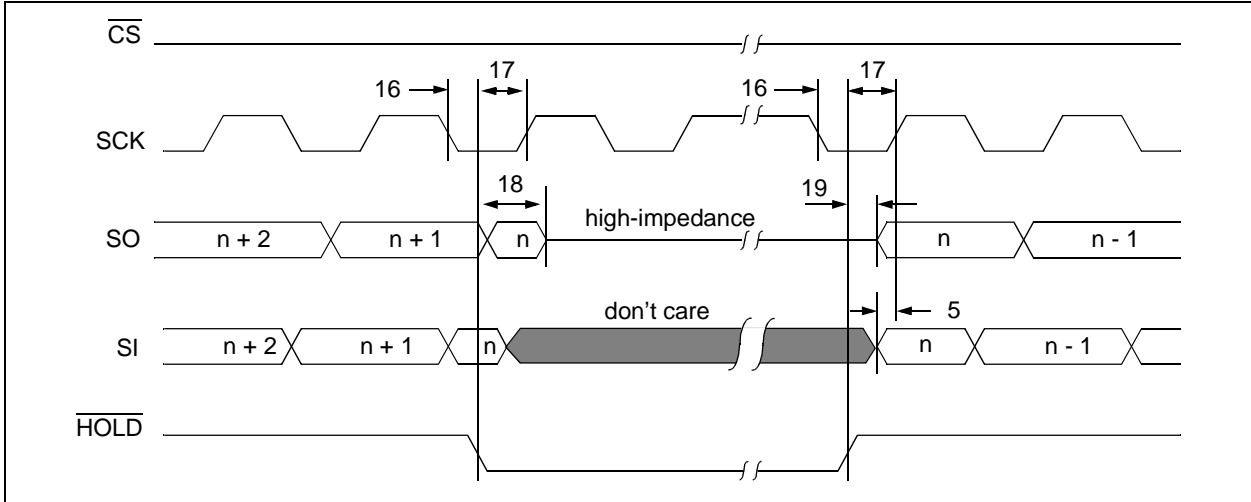 CS
16 17 16 17
SCK
18 19
SO n + 2 n + 1 n high-impedance n n - 1
don't care 5
SI n + 2 n + 1 n n n - 1
HOLD